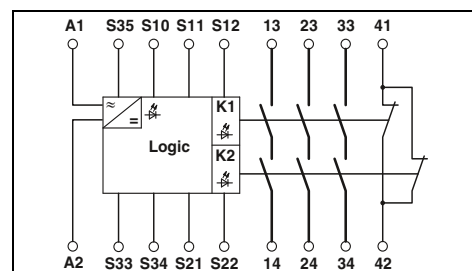 A1 S35 S10 S11 S12 13 23 33 41
≈
=
K1
Logic
K2
A2 S33 S34 S21 S22 14 24 34 42